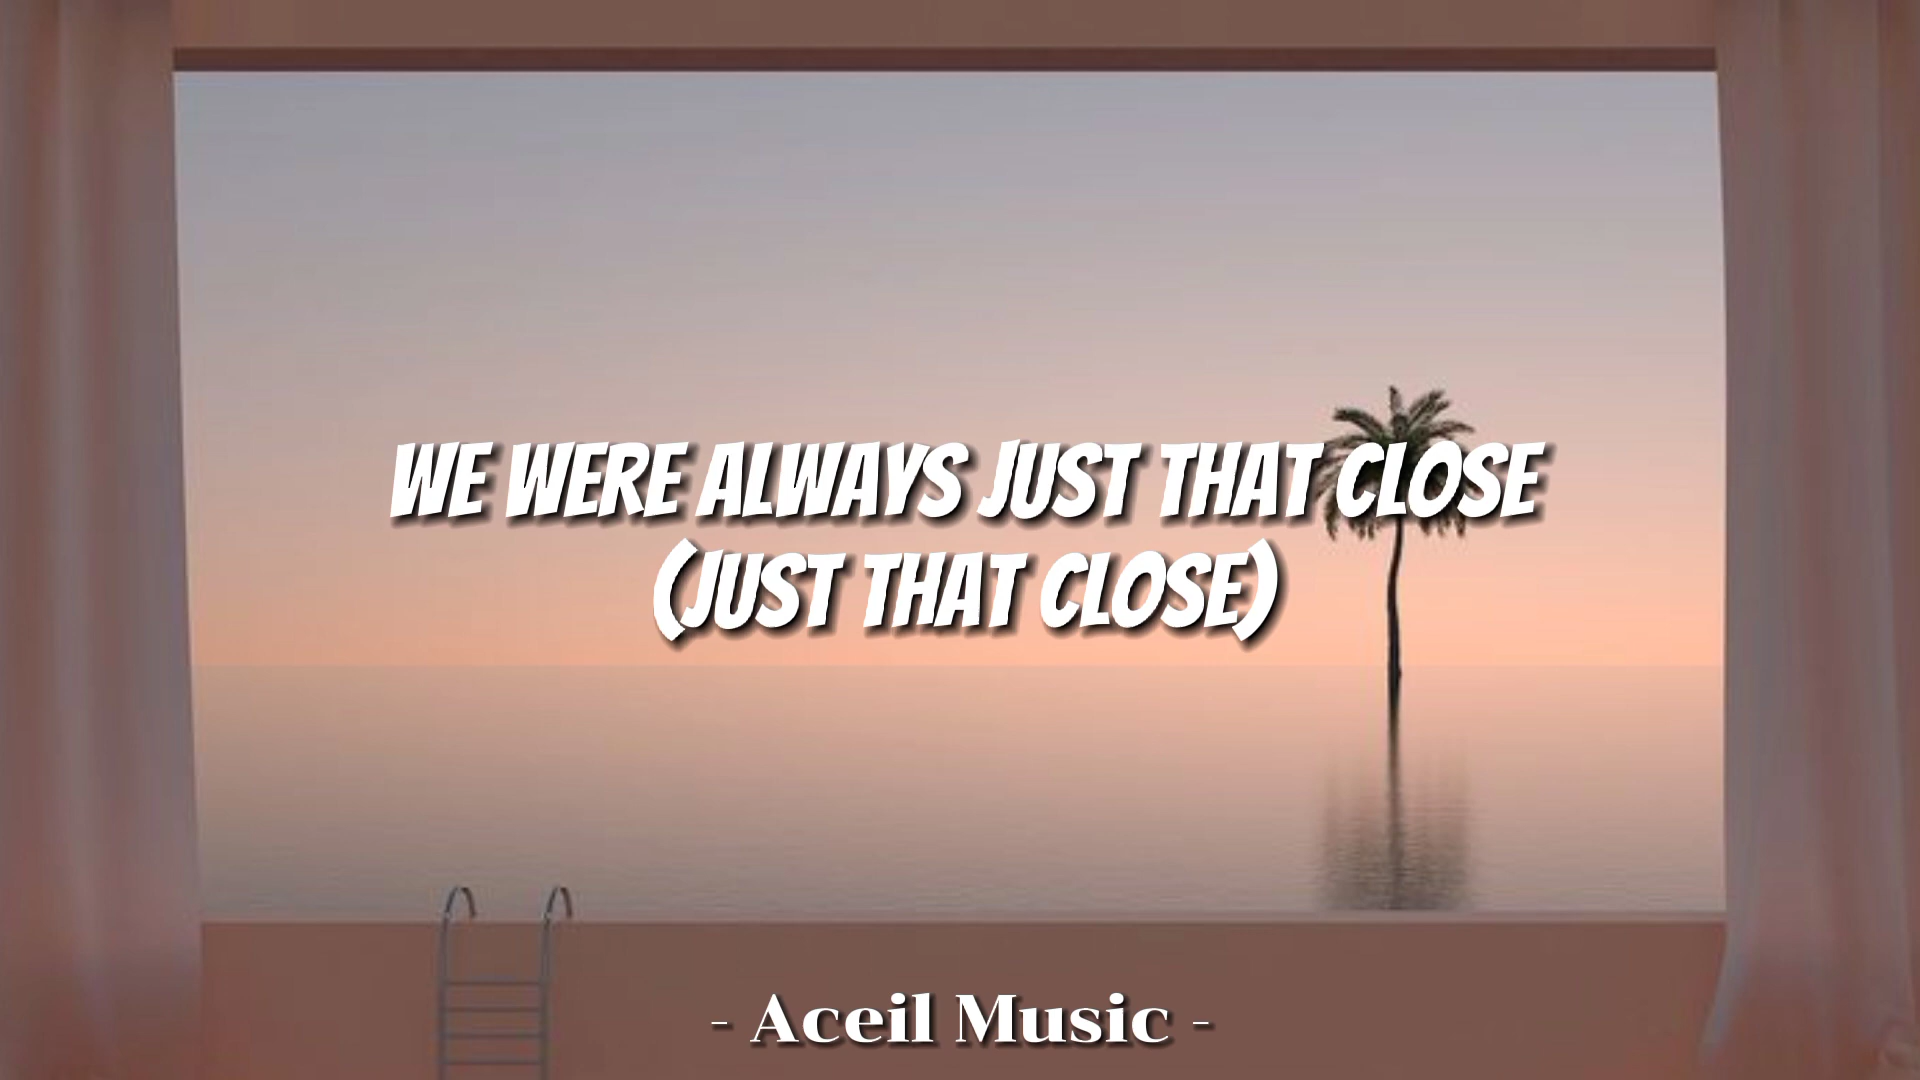 WE WERE ALWAYS JUST THAT CLOSE
(JUST THAT CLOSE)
- Aceil Music -